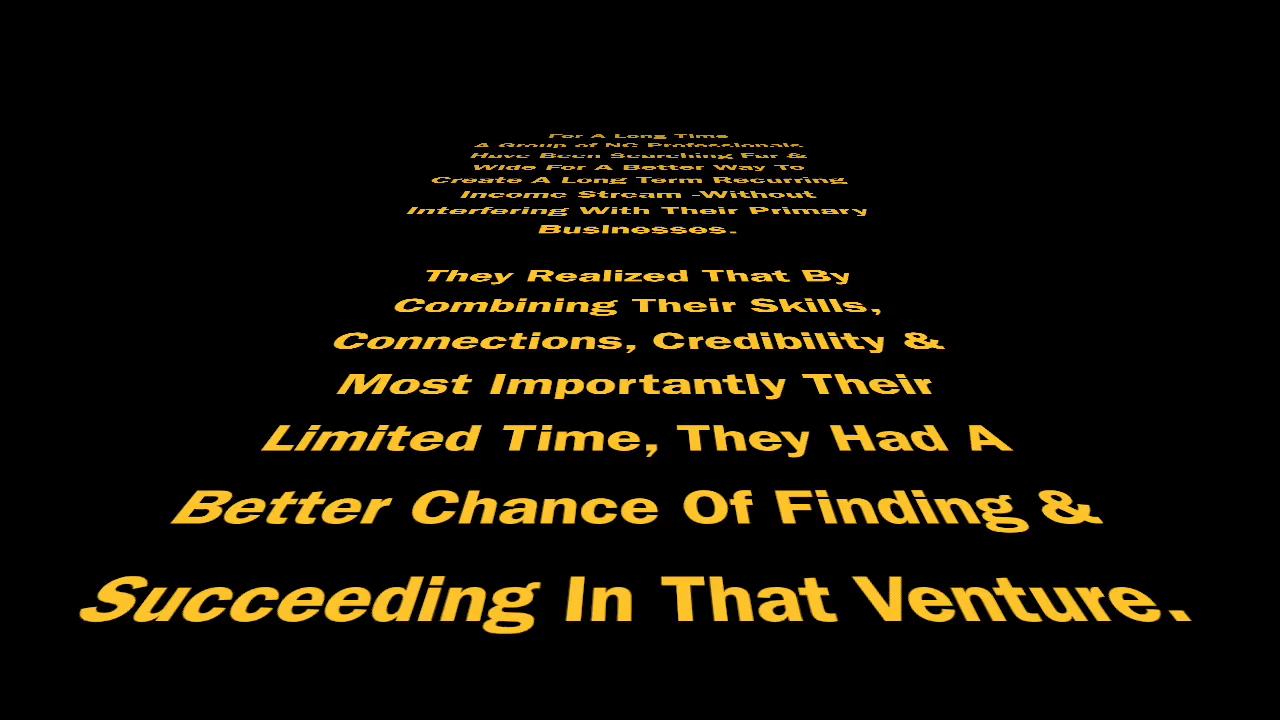 For A Long Time
A Group of NC Professionals
Have Been Searching Far &
Wide For A Better Way To
Create A Long Term Recurring
Income Stream -Without
Interfering With Their Primary
Businesses.
They Realized That By
Combining Their Skills,
Connections, Credibility &
Most Importantly Their
Limited Time, They Had A
Better Chance Of Finding &
Succeeding In That Venture.